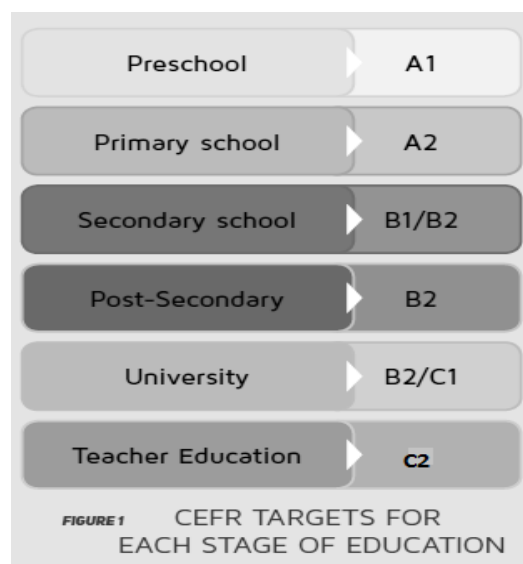 Preschool A1
Primary school A2
Secondary school B1/B2
Post-Secondary B2
University B2/C1
Teacher Education C2
FIGURE 1 CEFR TARGETS FOR
EACH STAGE OF EDUCATION